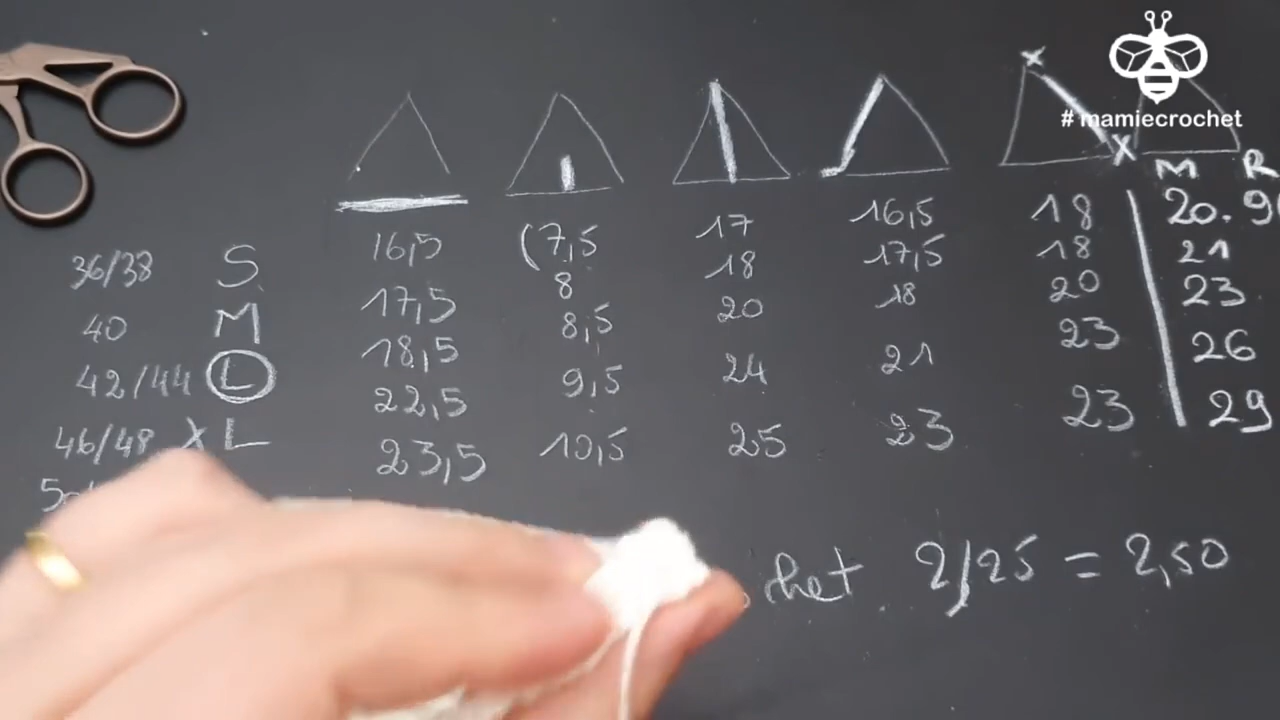 # mamiecrochet
M R
36/38 S 16,5 (7,5 17 16,5 18 20.
40 M 17,5 8 18 17,5 18 21
42/44 L 18,5 8,5 20 18 20 23
46/48 XL 22,5 9,5 24 21 23 26
23,5 10,5 25 23 23 29
chet 2/25 = 2,50